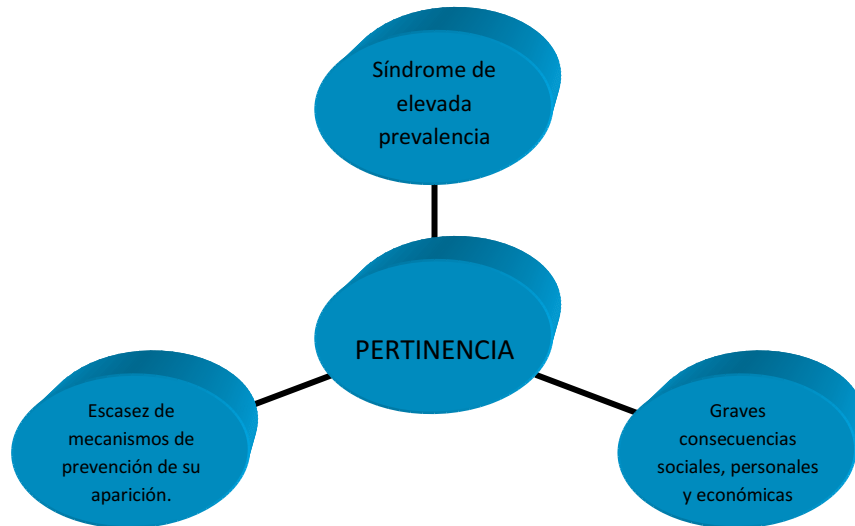 Síndrome de
elevada
prevalencia
PERTINENCIA
Escasez de
mecanismos de
prevención de su
aparición.
Graves
consecuencias
sociales, personales
y económicas